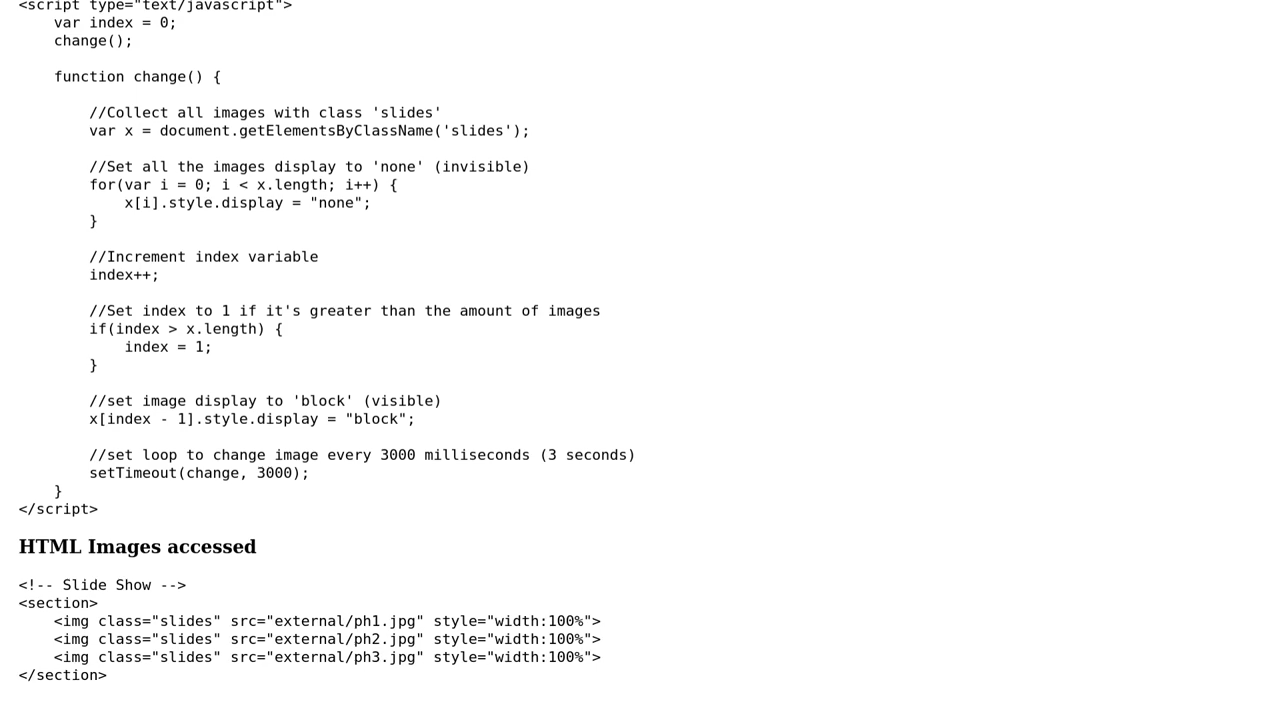 <script type="text/javascript">
    var index = 0;
    change();

    function change() {

        //Collect all images with class 'slides'
        var x = document.getElementsByClassName('slides');

        //Set all the images display to 'none' (invisible)
        for(var i = 0; i < x.length; i++) {
            x[i].style.display = "none";
        }

        //Increment index variable
        index++;

        //Set index to 1 if it's greater than the amount of images
        if(index > x.length) {
            index = 1;
        }

        //set image display to 'block' (visible)
        x[index - 1].style.display = "block";

        //set loop to change image every 3000 milliseconds (3 seconds)
        setTimeout(change, 3000);
    }
</script>
HTML Images accessed
<!-- Slide Show -->
<section>
    <img class="slides" src="external/ph1.jpg" style="width:100%">
    <img class="slides" src="external/ph2.jpg" style="width:100%">
    <img class="slides" src="external/ph3.jpg" style="width:100%">
</section>